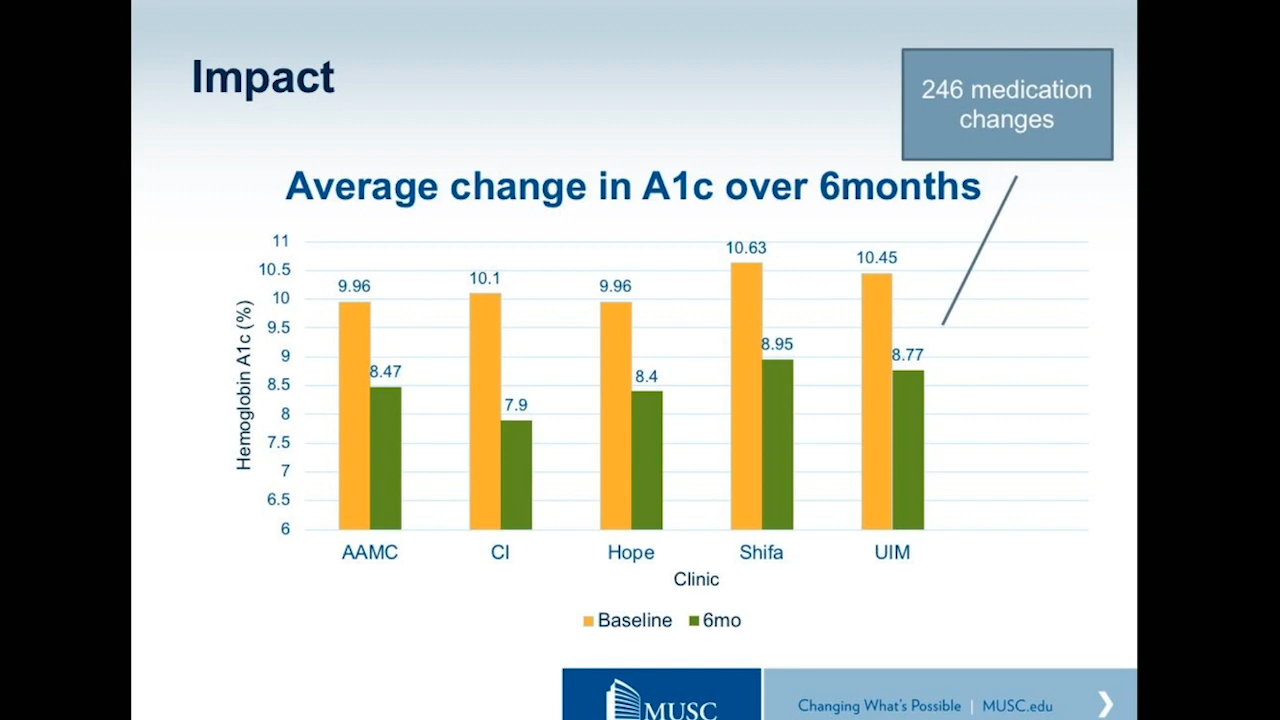 Impact
246 medication
changes
Average change in A1c over 6months
Hemoglobin A1c (%)
11
10.5
10
9.5
9
8.5
8
7.5
7
6.5
6
9.96
8.47
10.1
7.9
9.96
8.4
10.63
8.95
10.45
8.77
AAMC CI Hope Shifa UIM
Clinic
Baseline 6mo
MUSC
Changing What's Possible | MUSC.edu